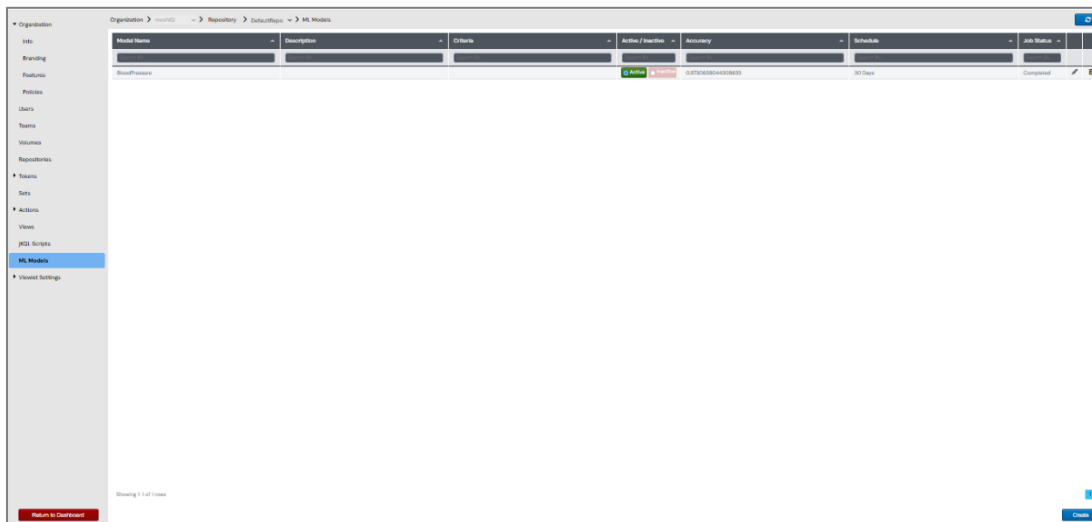 Organization > meshIQ > Repository > DefaultRepo > ML Models
Organization
Info
Branding
Features
Policies
Users
Teams
Volumes
Repositories
Tokens
Sets
Actions
Views
jKQL Scripts
ML Models
Viewlet Settings
Return to Dashboard
Model Name Description Criteria Active / Inactive Accuracy Schedule Job Status
BloodPressure Active Inactive 30 Days Completed
Showing 1-1 of 1 rows
Create